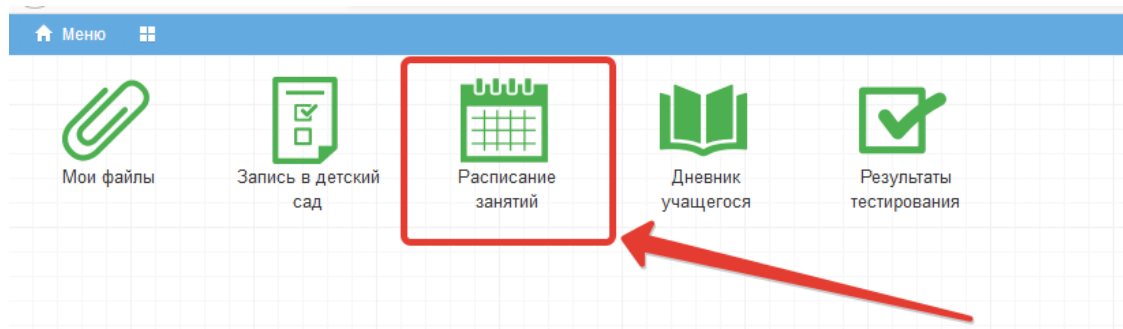 Меню
Мои файлы
Запись в детский
сад
Расписание
занятий
Дневник
учащегося
Результаты
тестирования